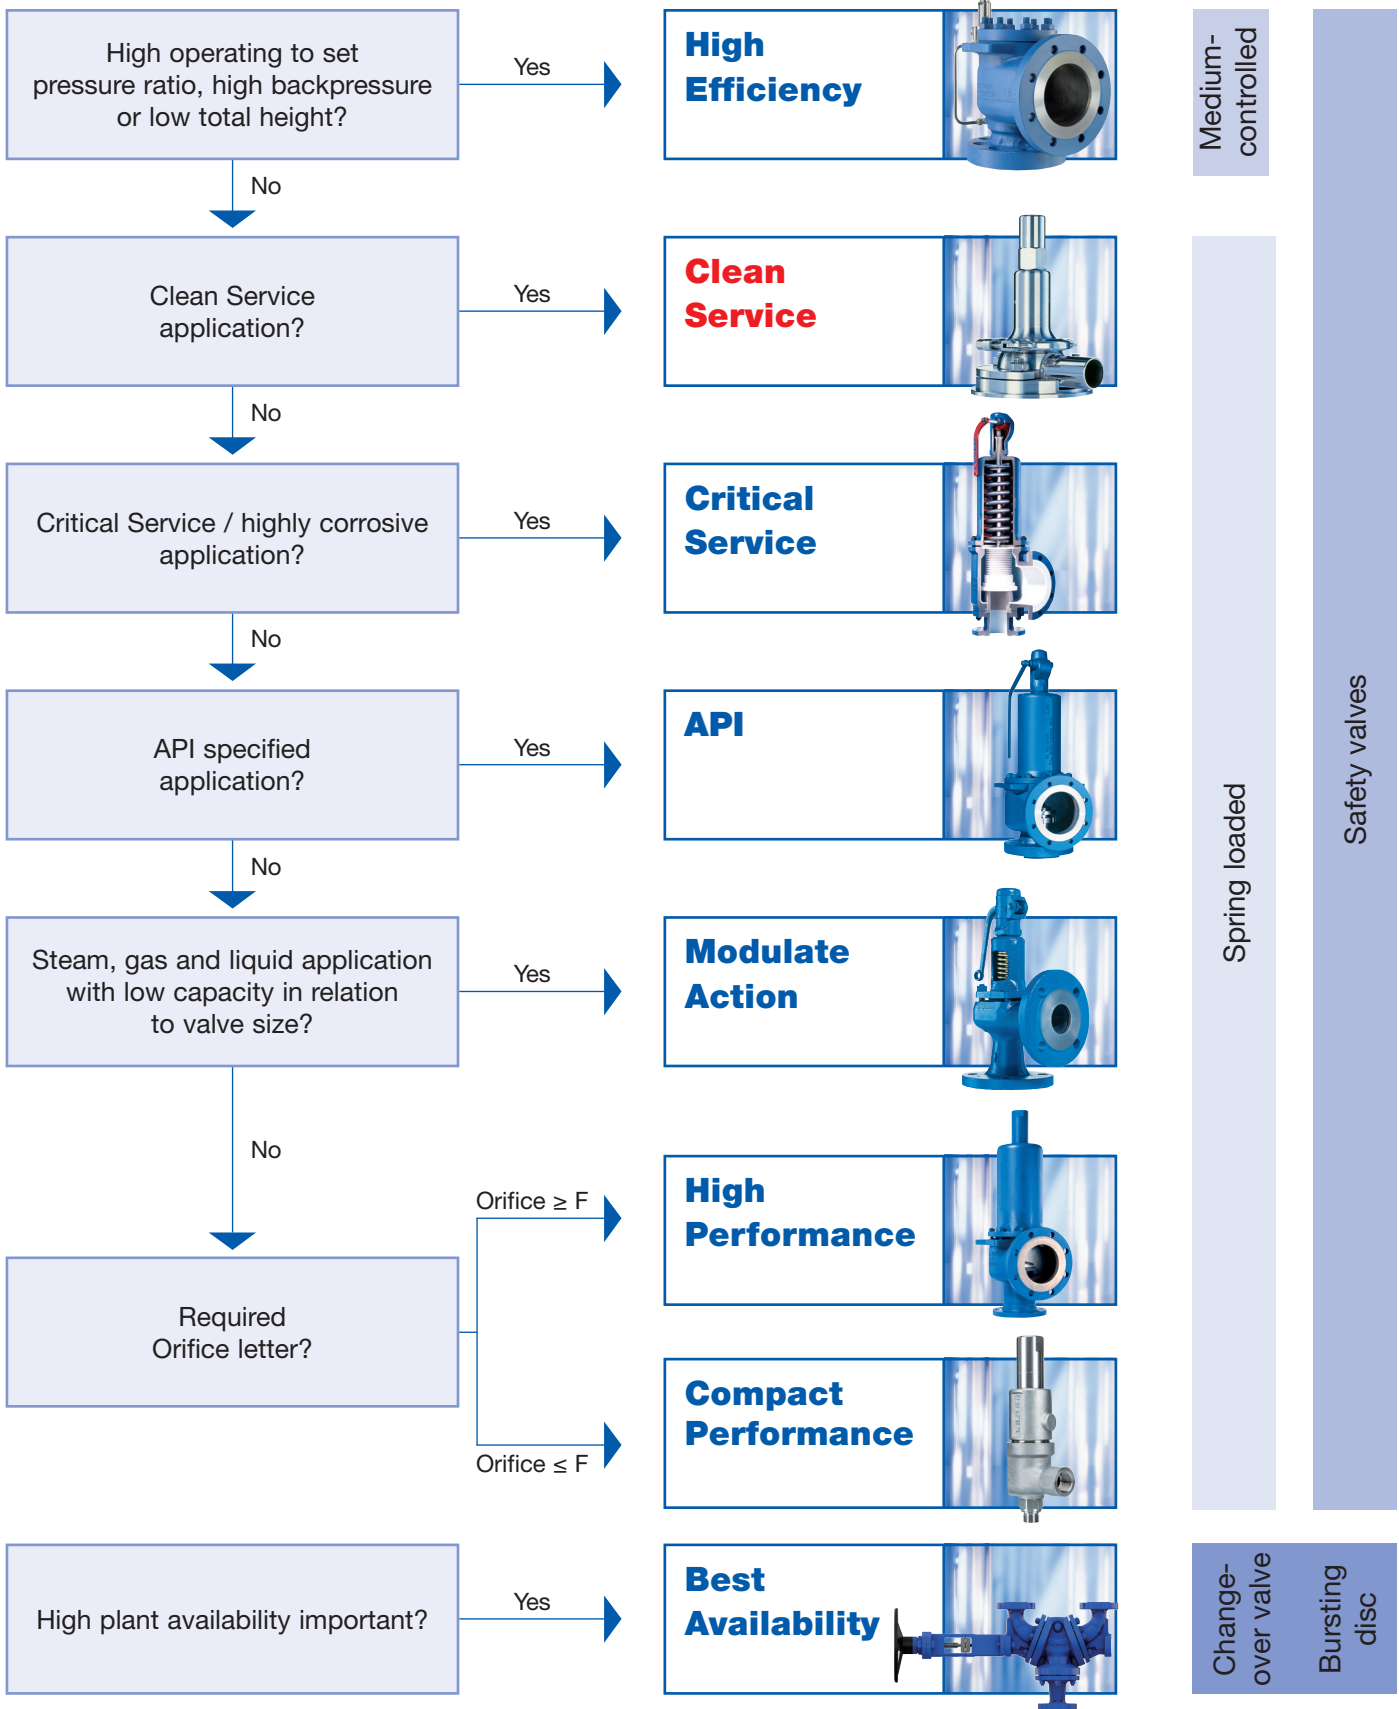 High operating to set
pressure ratio, high backpressure
or low total height?
Yes
High
Efficiency
Medium-
controlled
No
Clean Service
application?
Yes
Clean
Service
No
Critical Service / highly corrosive
application?
Yes
Critical
Service
No
API specified
application?
Yes
API
No
Steam, gas and liquid application
with low capacity in relation
to valve size?
Yes
Modulate
Action
No
Required
Orifice letter?
Orifice ≥ F
High
Performance
Orifice ≤ F
Compact
Performance
Spring loaded
Safety valves
High plant availability important?
Yes
Best
Availability
Change-
over valve
Bursting
disc